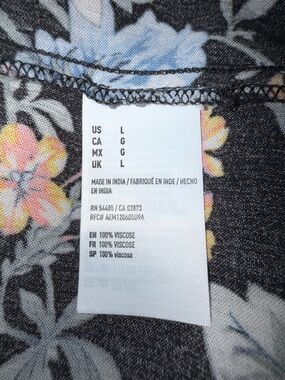 US L
CA G
MX G
UK L
MADE IN INDIA / FABRIQUÉ EN INDE / HECHO
EN INDIA
RN 54485 / CA 03973
EN 100% VISCOSE
FR 100% VISCOSE
SP 100% viscosa